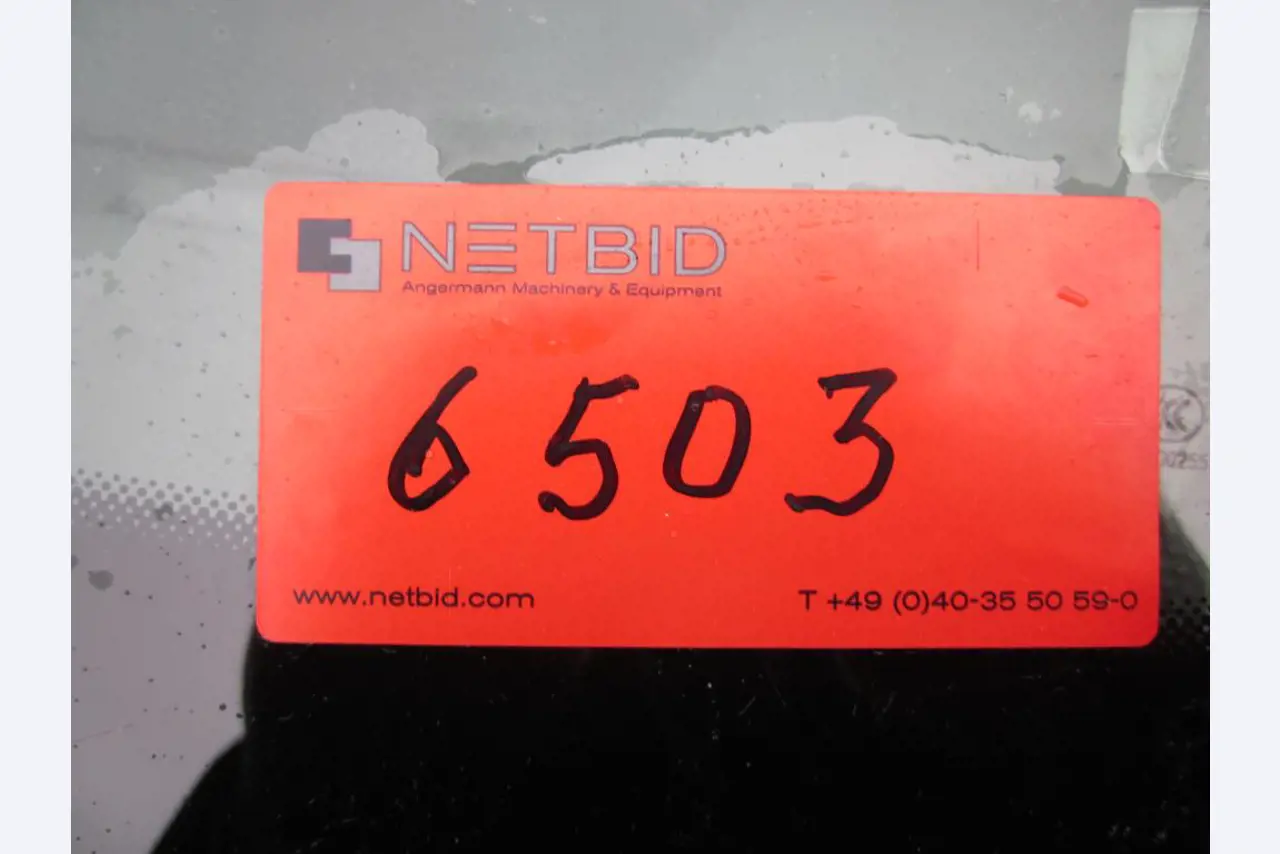 NETBID
Angermann Machinery & Equipment
6503
www.netbid.com
T +49 (0)40-35 50 59-0